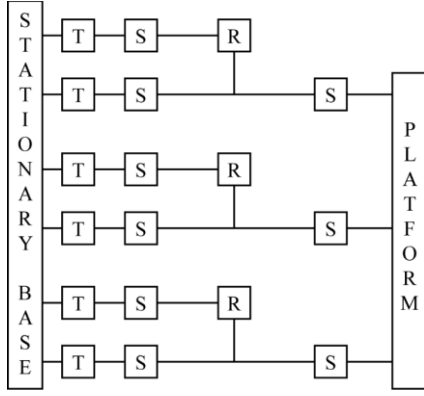 STATIONARY BASE
T S R
T S S
T S R
T S S
T S R
T S S
PLATFORM